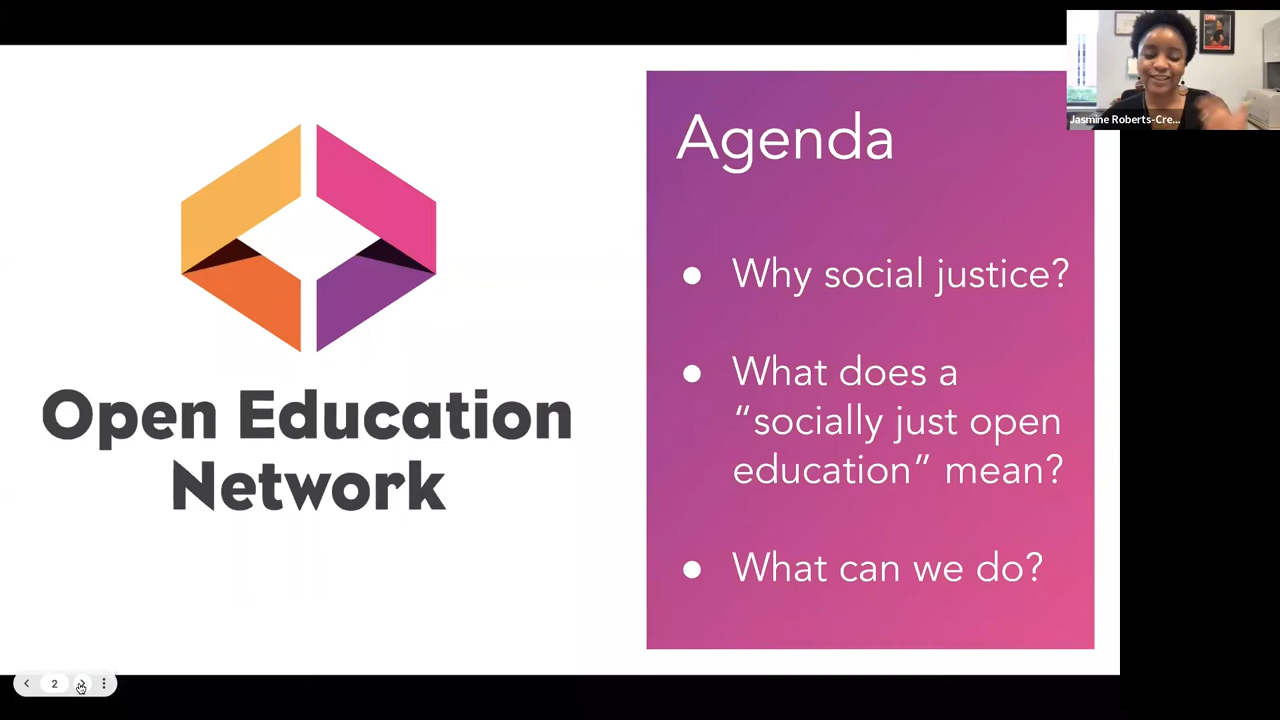 Open Education
Network
Agenda
● Why social justice?
● What does a
“socially just open
education” mean?
● What can we do?
Jasmine Roberts-Cre...
LIFE
2